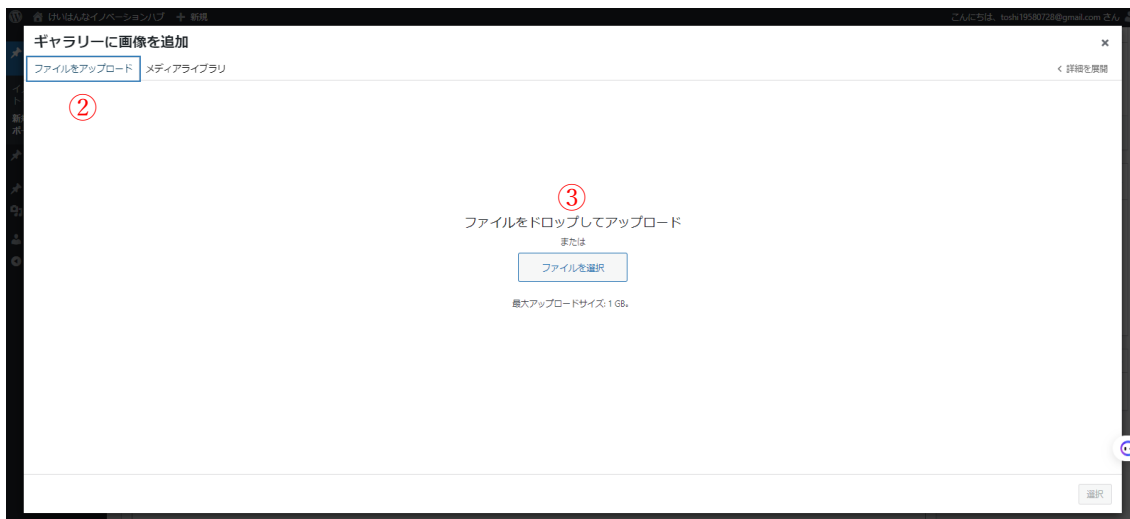 けいはんなイノベーションハブ ＋ 新規
こんにちは、toshi19580728@gmail.com さん
ギャラリーに画像を追加
×
ファイルをアップロード メディアライブラリ
< 詳細を展開
②
③
ファイルをドロップしてアップロード
または
ファイルを選択
最大アップロードサイズ: 1 GB。
選択